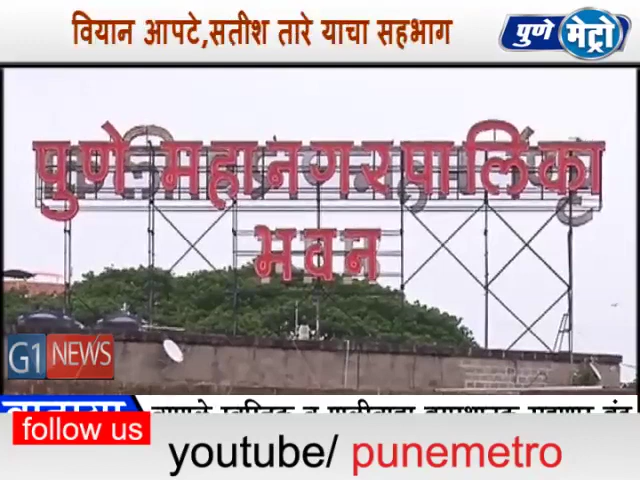 वियान आपटे,सतीश तारे याचा सहभाग
पुणे मेट्रो
पुणे महानगरपालिका
भवन
G1 NEWS
follow us
youtube/ punemetro